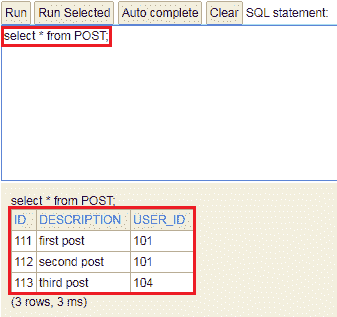 Run Run Selected Auto complete Clear SQL statement:
select * from POST;
select * from POST;
ID DESCRIPTION USER_ID
111 first post 101
112 second post 101
113 third post 104
(3 rows, 3 ms)